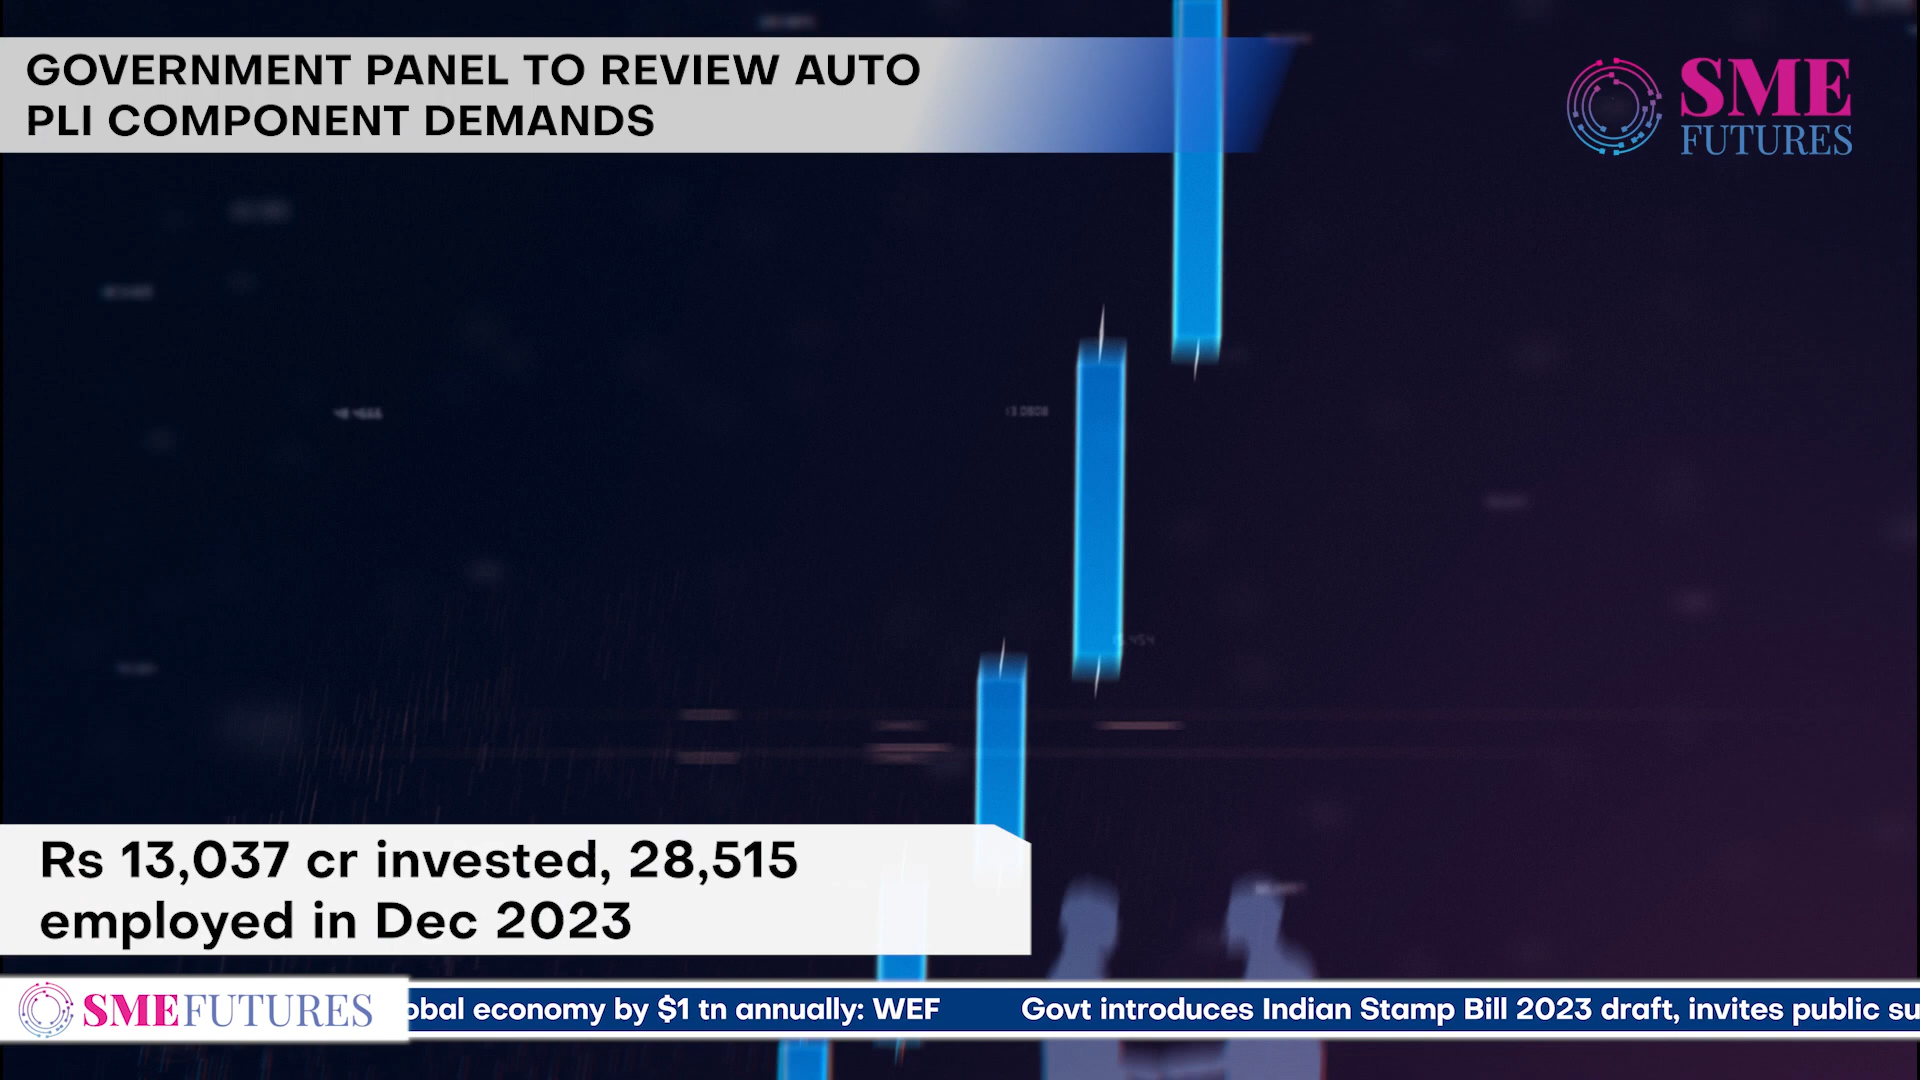 GOVERNMENT PANEL TO REVIEW AUTO
PLI COMPONENT DEMANDS
SME
FUTURES
13.0808
Rs 13,037 cr invested, 28,515
employed in Dec 2023
SMEFUTURES
obal economy by $1 tn annually: WEF
Govt introduces Indian Stamp Bill 2023 draft, invites public su